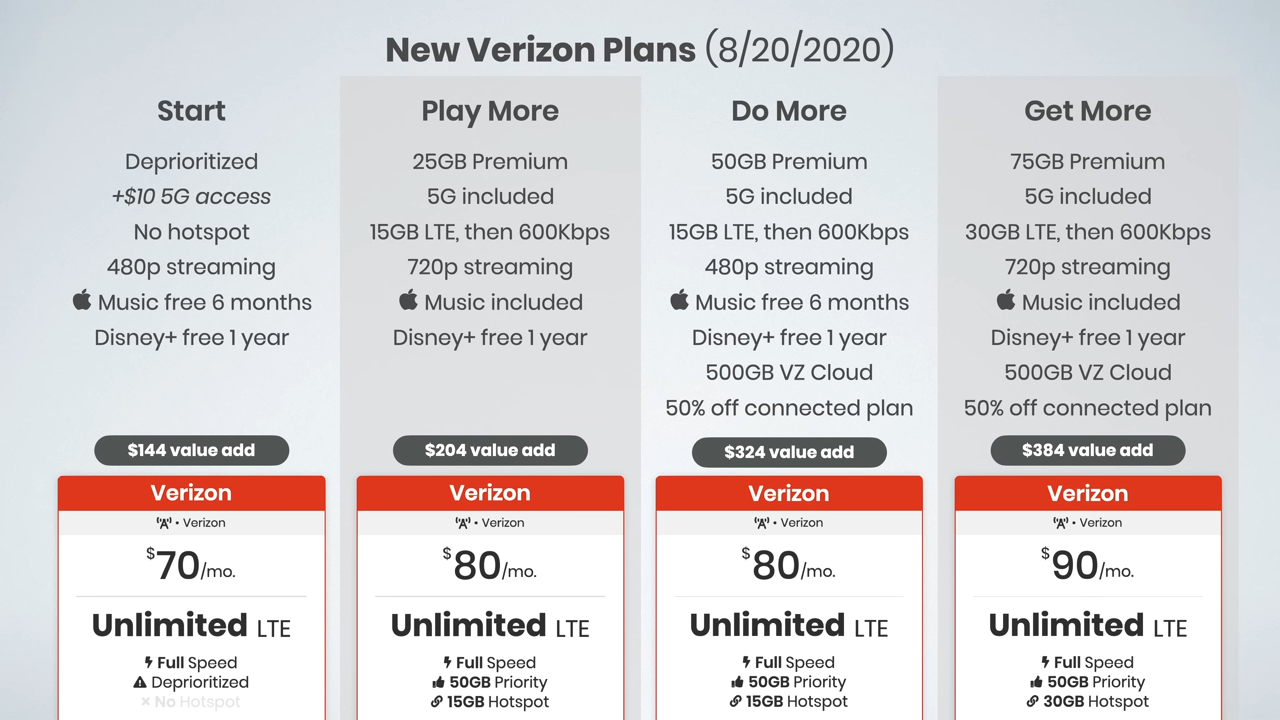 New Verizon Plans (8/20/2020)
Start
Deprioritized
+$10 5G access
No hotspot
480p streaming
Music free 6 months
Disney+ free 1 year
$144 value add
Verizon
• Verizon
$70/mo.
Unlimited LTE
Full Speed
Deprioritized
No Hotspot
Play More
25GB Premium
5G included
15GB LTE, then 600Kbps
720p streaming
Music included
Disney+ free 1 year
$204 value add
Verizon
• Verizon
$80/mo.
Unlimited LTE
Full Speed
50GB Priority
15GB Hotspot
Do More
50GB Premium
5G included
15GB LTE, then 600Kbps
480p streaming
Music free 6 months
Disney+ free 1 year
500GB VZ Cloud
50% off connected plan
$324 value add
Verizon
• Verizon
$80/mo.
Unlimited LTE
Full Speed
50GB Priority
15GB Hotspot
Get More
75GB Premium
5G included
30GB LTE, then 600Kbps
720p streaming
Music included
Disney+ free 1 year
500GB VZ Cloud
50% off connected plan
$384 value add
Verizon
• Verizon
$90/mo.
Unlimited LTE
Full Speed
50GB Priority
30GB Hotspot